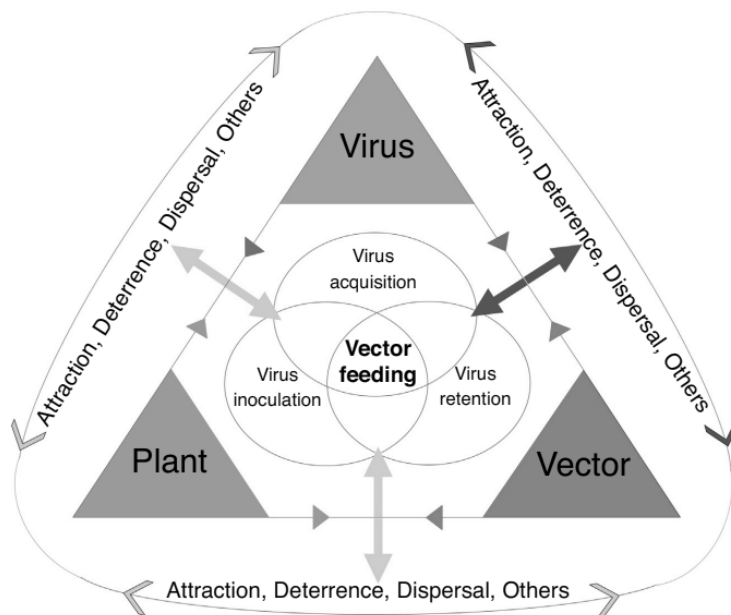 Virus
Attraction, Deterrence, Dispersal, Others
Attraction, Deterrence, Dispersal, Others
Virus
acquisition
Vector
feeding
Virus
inoculation
Virus
retention
Plant
Vector
Attraction, Deterrence, Dispersal, Others